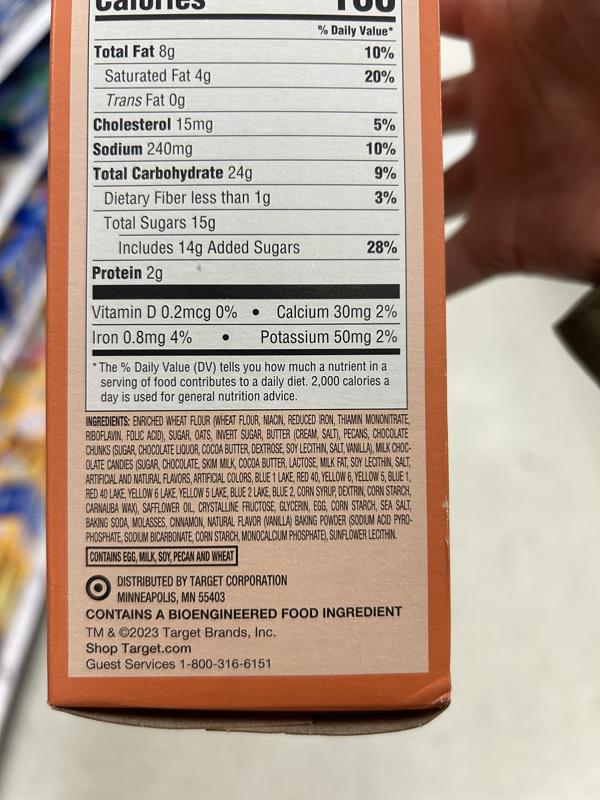 Calories 160
% Daily Value*
Total Fat 8g 10%
Saturated Fat 4g 20%
Trans Fat 0g
Cholesterol 15mg 5%
Sodium 240mg 10%
Total Carbohydrate 24g 9%
Dietary Fiber less than 1g 3%
Total Sugars 15g
Includes 14g Added Sugars 28%
Protein 2g
Vitamin D 0.2mcg 0% • Calcium 30mg 2%
Iron 0.8mg 4% • Potassium 50mg 2%
*The % Daily Value (DV) tells you how much a nutrient in a
serving of food contributes to a daily diet. 2,000 calories a
day is used for general nutrition advice.
INGREDIENTS: ENRICHED WHEAT FLOUR (WHEAT FLOUR, NIACIN, REDUCED IRON, THIAMIN MONONITRATE,
RIBOFLAVIN, FOLIC ACID), SUGAR, OATS, INVERT SUGAR, BUTTER (CREAM, SALT), PECANS, CHOCOLATE
CHUNKS (SUGAR, CHOCOLATE LIQUOR, COCOA BUTTER, DEXTROSE, SOY LECITHIN, SALT, VANILLA), MILK CHOC-
OLATE CANDIES (SUGAR, CHOCOLATE, SKIM MILK, COCOA BUTTER, LACTOSE, MILK FAT, SOY LECITHIN, SALT,
ARTIFICIAL AND NATURAL FLAVORS, ARTIFICIAL COLORS, BLUE 1 LAKE, RED 40, YELLOW 6, YELLOW 5, BLUE 1,
RED 40 LAKE, YELLOW 6 LAKE, YELLOW 5 LAKE, BLUE 2 LAKE, BLUE 2, CORN SYRUP, DEXTRIN, CORN STARCH,
CARNAUBA WAX), SAFFLOWER OIL, CRYSTALLINE FRUCTOSE, GLYCERIN, EGG, CORN STARCH, SEA SALT,
BAKING SODA, MOLASSES, CINNAMON, NATURAL FLAVOR (VANILLA) BAKING POWDER (SODIUM ACID PYRO-
PHOSPHATE, SODIUM BICARBONATE, CORN STARCH, MONOCALCIUM PHOSPHATE), SUNFLOWER LECITHIN.
CONTAINS EGG, MILK, SOY, PECAN AND WHEAT
DISTRIBUTED BY TARGET CORPORATION
MINNEAPOLIS, MN 55403
CONTAINS A BIOENGINEERED FOOD INGREDIENT
TM & ©2023 Target Brands, Inc.
Shop Target.com
Guest Services 1-800-316-6151